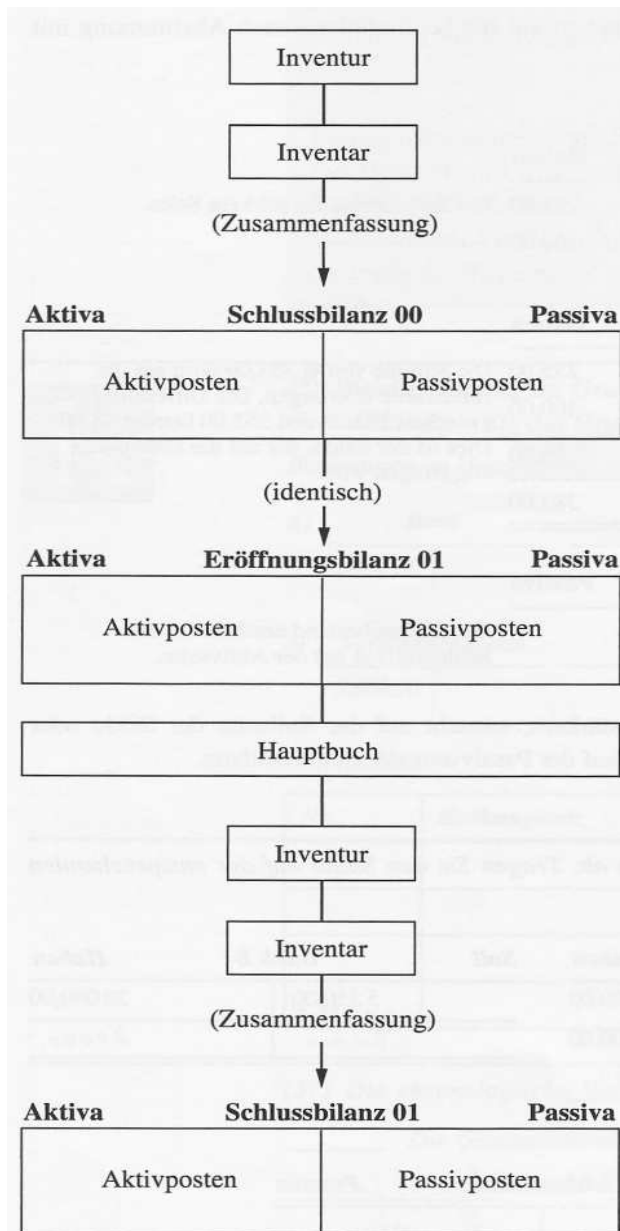 Inventur
Inventar
(Zusammenfassung)
Aktiva Schlussbilanz 00 Passiva
Aktivposten Passivposten
(identisch)
Aktiva Eröffnungsbilanz 01 Passiva
Aktivposten Passivposten
Hauptbuch
Inventur
Inventar
(Zusammenfassung)
Aktiva Schlussbilanz 01 Passiva
Aktivposten Passivposten